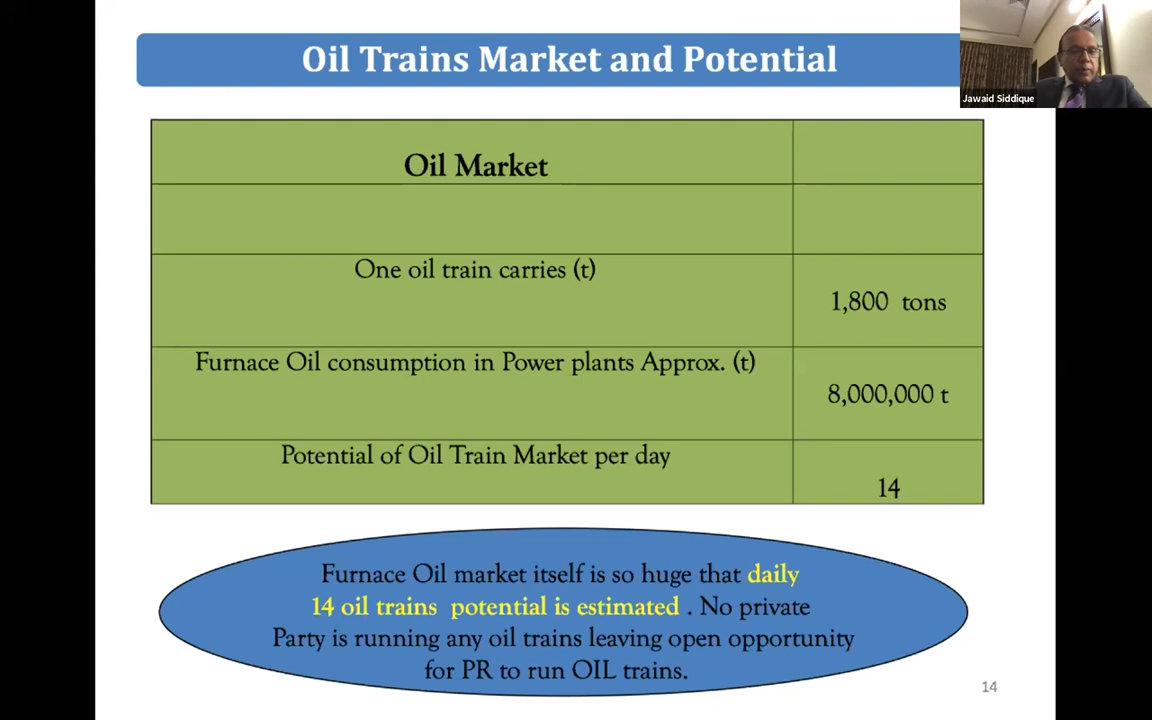 Oil Trains Market and Potential
Jawaid Siddique
Oil Market
One oil train carries (t)
1,800 tons
Furnace Oil consumption in Power plants Approx. (t)
8,000,000 t
Potential of Oil Train Market per day
14
Furnace Oil market itself is so huge that daily
14 oil trains potential is estimated . No private
Party is running any oil trains leaving open opportunity
for PR to run OIL trains.
14